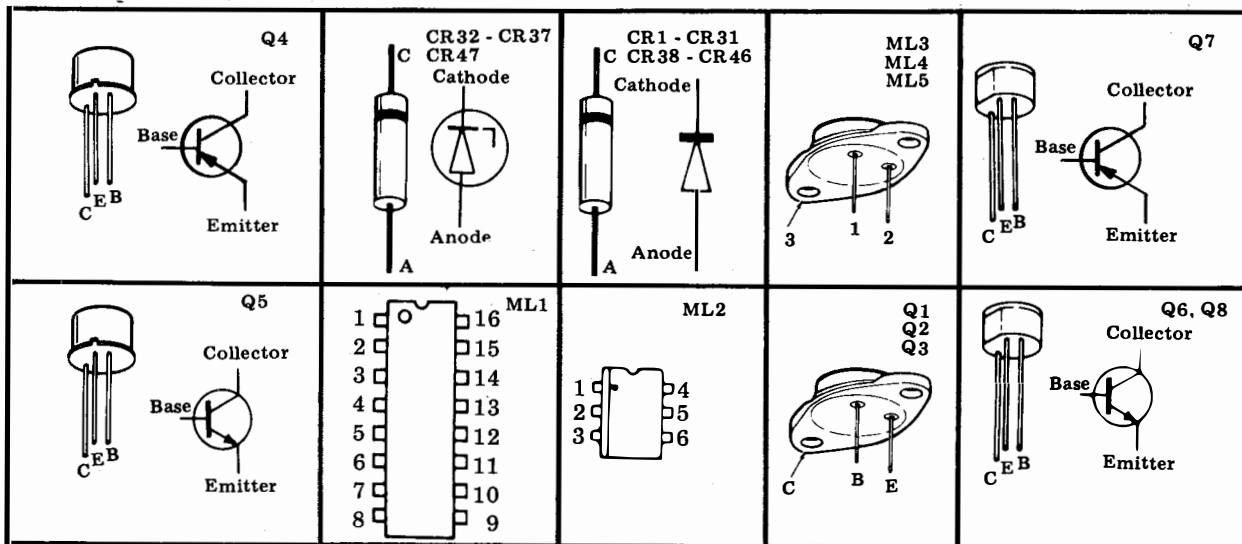 Q4
Collector
Base
Emitter
C E B
CR32 - CR37
C CR47
Cathode
Anode
A
CR1 - CR31
C CR38 - CR46
Cathode
Anode
A
ML3
ML4
ML5
3 1 2
Q7
Collector
Base
Emitter
C E B
Q5
Collector
Base
Emitter
C E B
ML1
1 16
2 15
3 14
4 13
5 12
6 11
7 10
8 9
ML2
1 4
2 5
3 6
Q1
Q2
Q3
C B E
Q6, Q8
Collector
Base
Emitter
C E B